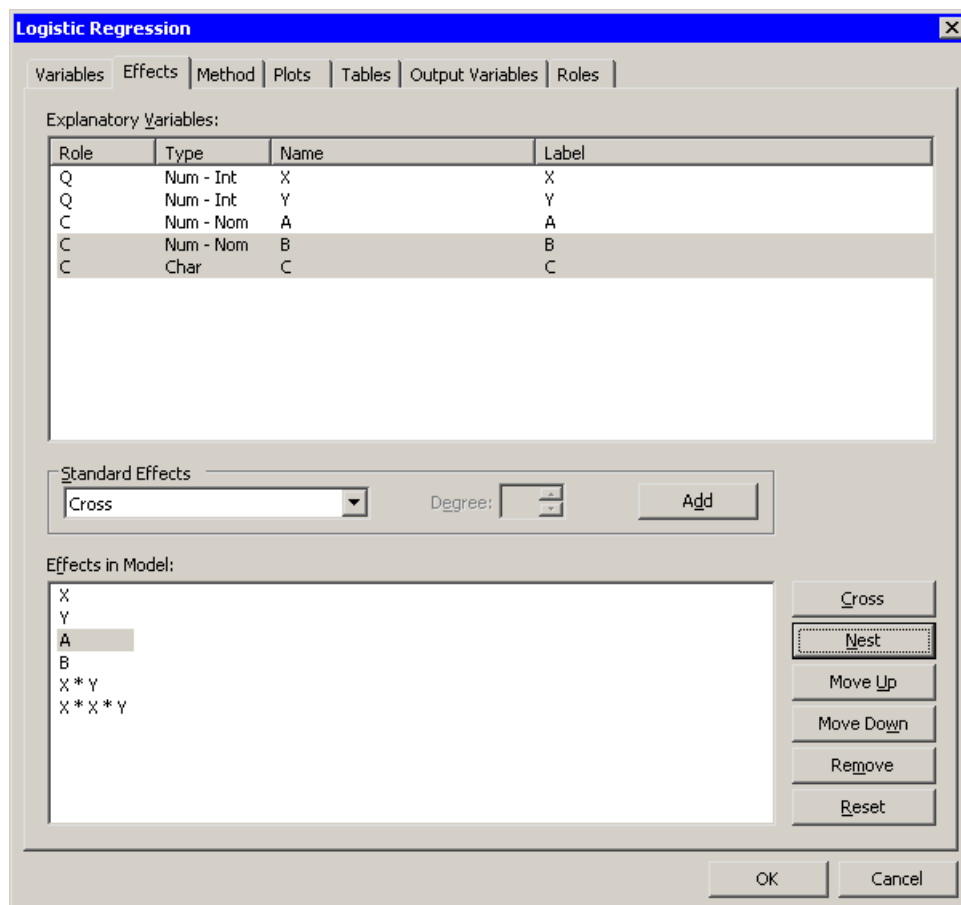 Logistic Regression
Variables Effects Method Plots Tables Output Variables Roles
Explanatory Variables:
Role Type Name Label
Q Num - Int X X
Q Num - Int Y Y
C Num - Nom A A
C Num - Nom B B
C Char C C
Standard Effects
Cross Degree: Add
Effects in Model:
X
Y
A
B
X * Y
X * X * Y
Cross
Nest
Move Up
Move Down
Remove
Reset
OK Cancel